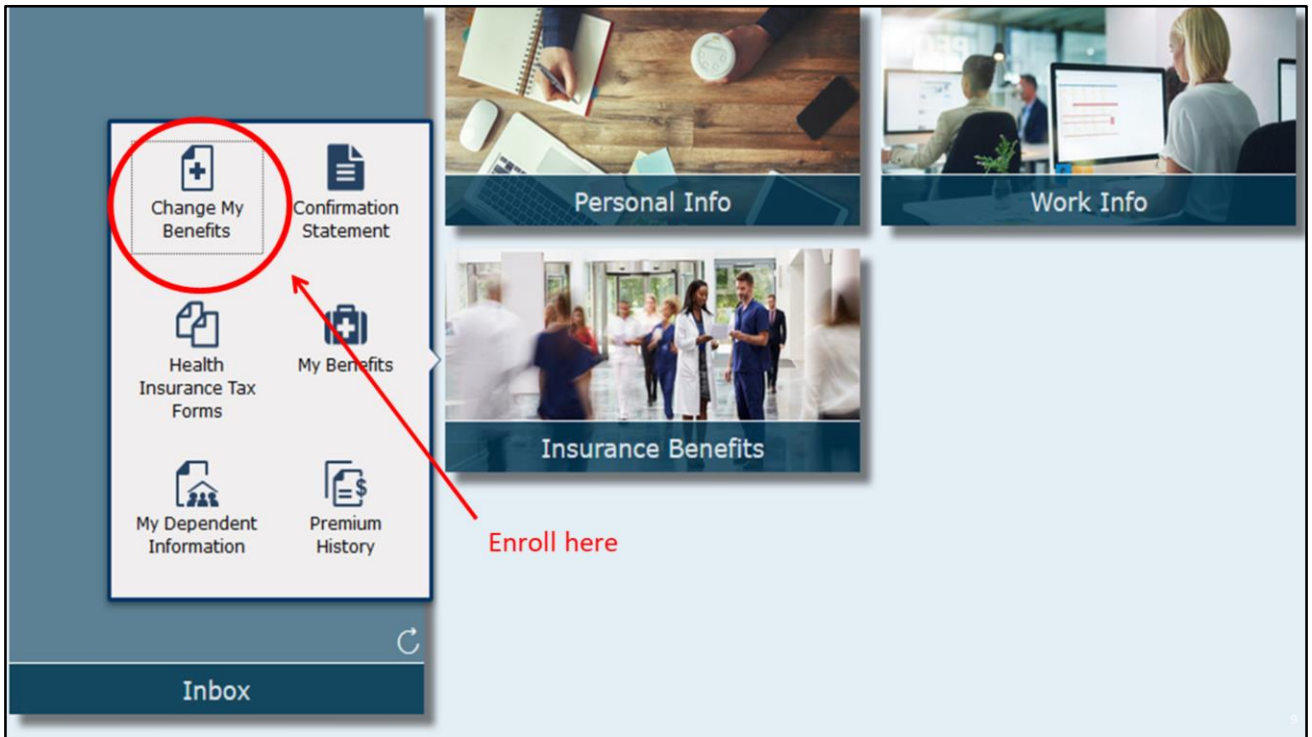 Personal Info
Work Info
Change My
Benefits
Confirmation
Statement
Health
Insurance Tax
Forms
My Benefits
Insurance Benefits
My Dependent
Information
Premium
History
Enroll here
Inbox
9